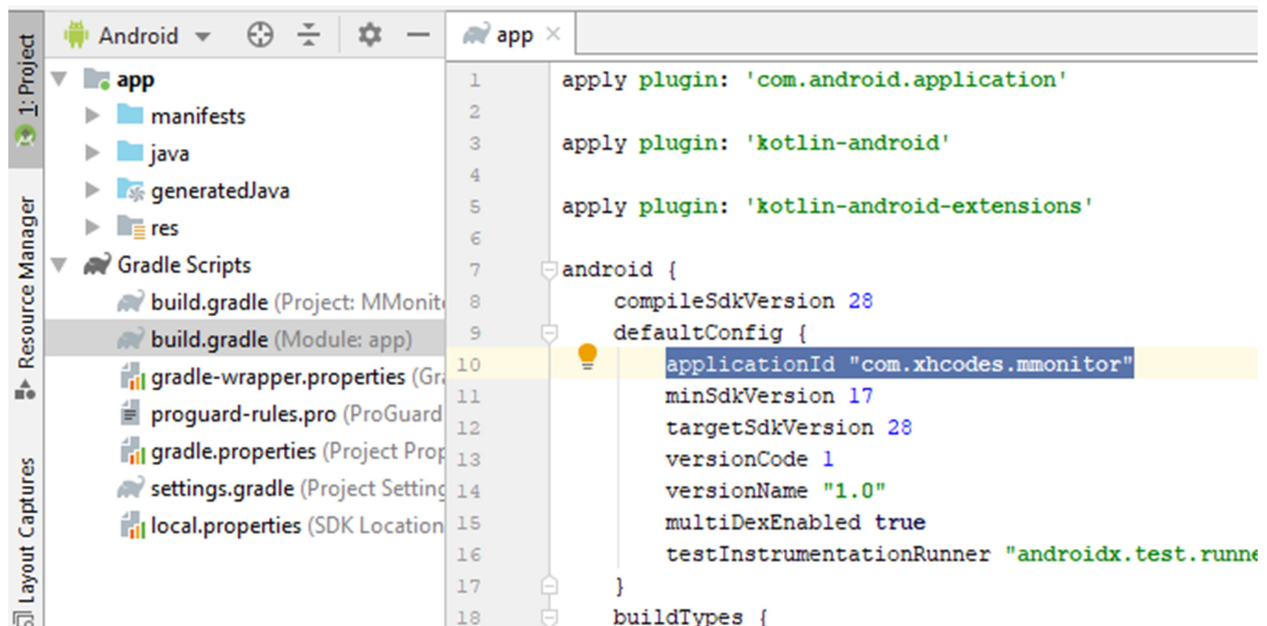 1: Project
Resource Manager
Layout Captures
Android
app
manifests
java
generatedJava
res
Gradle Scripts
build.gradle (Project: MMonit
build.gradle (Module: app)
gradle-wrapper.properties (Gra
proguard-rules.pro (ProGuard
gradle.properties (Project Prop
settings.gradle (Project Setting
local.properties (SDK Location
app
1 apply plugin: 'com.android.application'
2
3 apply plugin: 'kotlin-android'
4
5 apply plugin: 'kotlin-android-extensions'
6
7 android {
8 compileSdkVersion 28
9 defaultConfig {
10 applicationId "com.xhcodes.mmonitor"
11 minSdkVersion 17
12 targetSdkVersion 28
13 versionCode 1
14 versionName "1.0"
15 multiDexEnabled true
16 testInstrumentationRunner "androidx.test.runne
17 }
18 buildTypes {